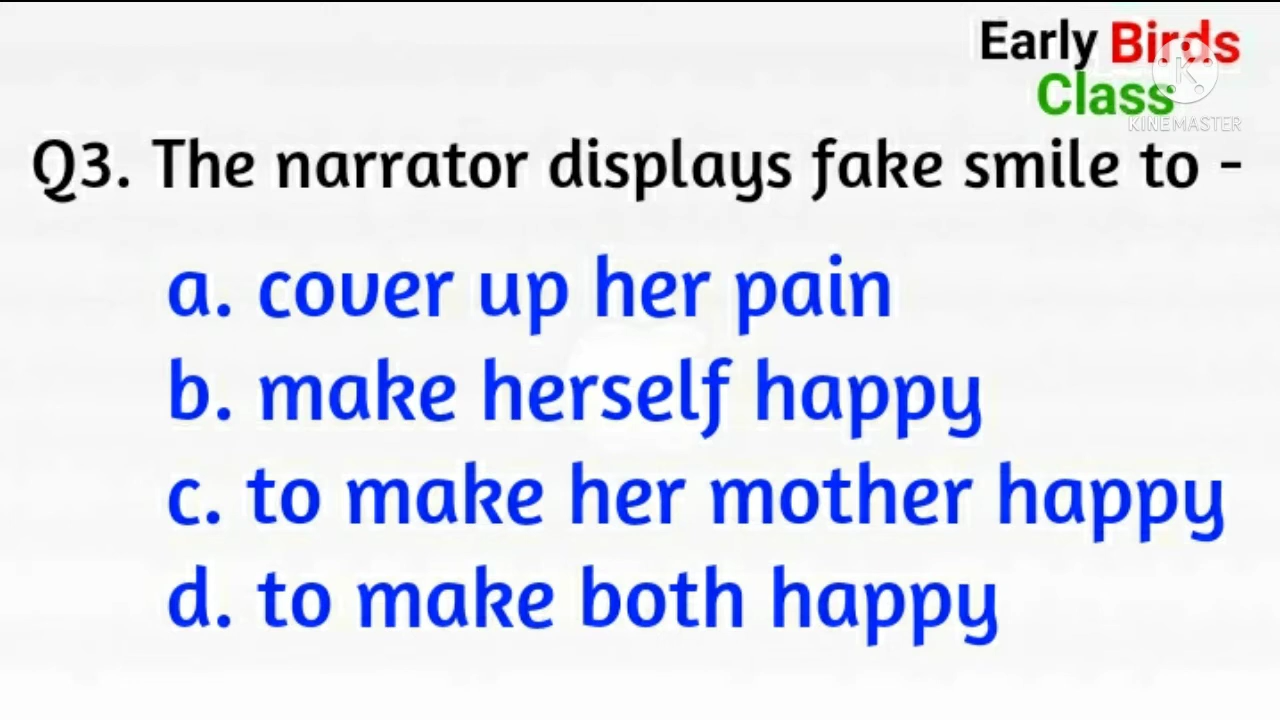 Early Birds
Class
KINEMASTER
Q3. The narrator displays fake smile to -
a. cover up her pain
b. make herself happy
c. to make her mother happy
d. to make both happy